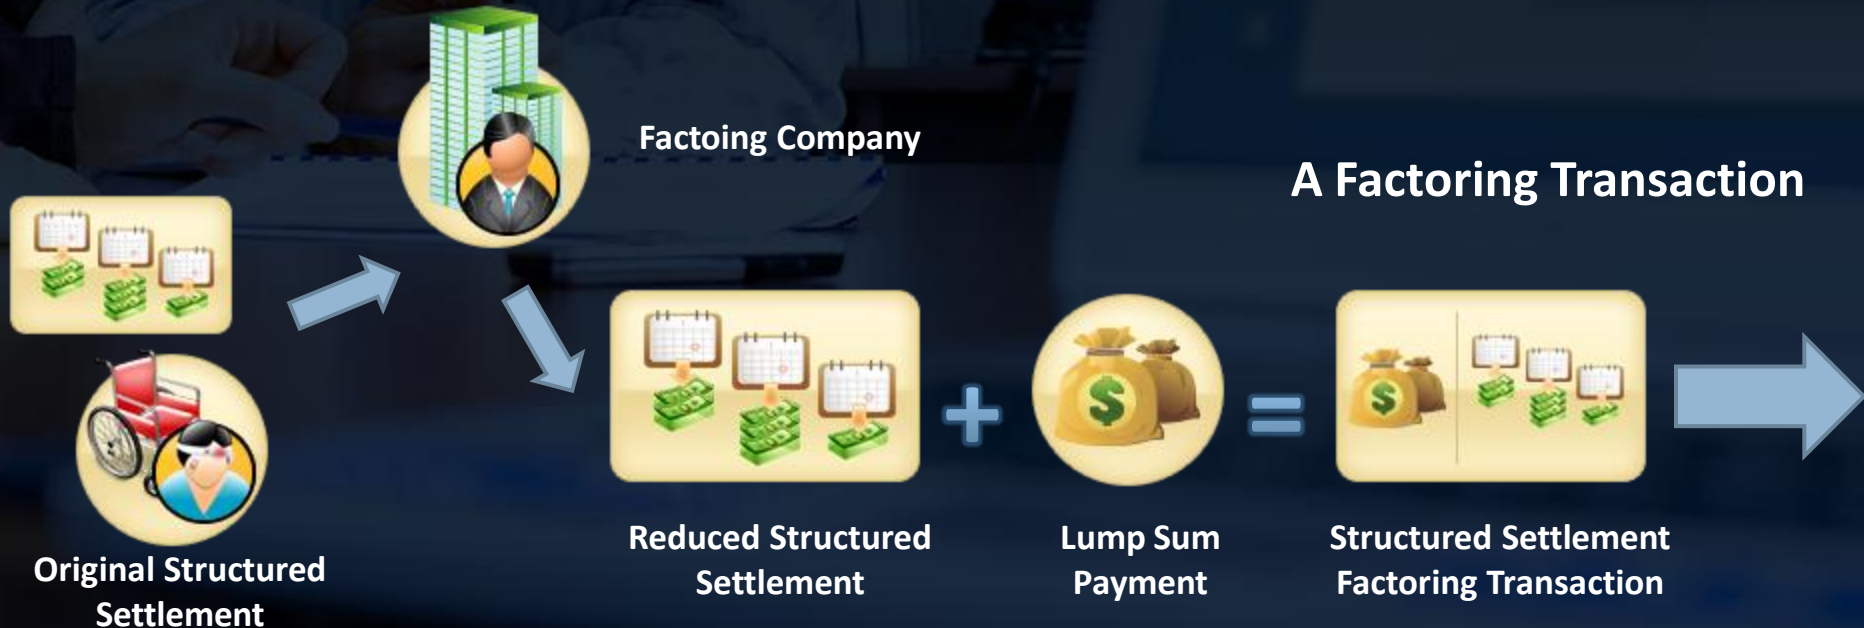 Factoing Company
A Factoring Transaction
Original Structured
Settlement
Reduced Structured
Settlement
Lump Sum
Payment
Structured Settlement
Factoring Transaction